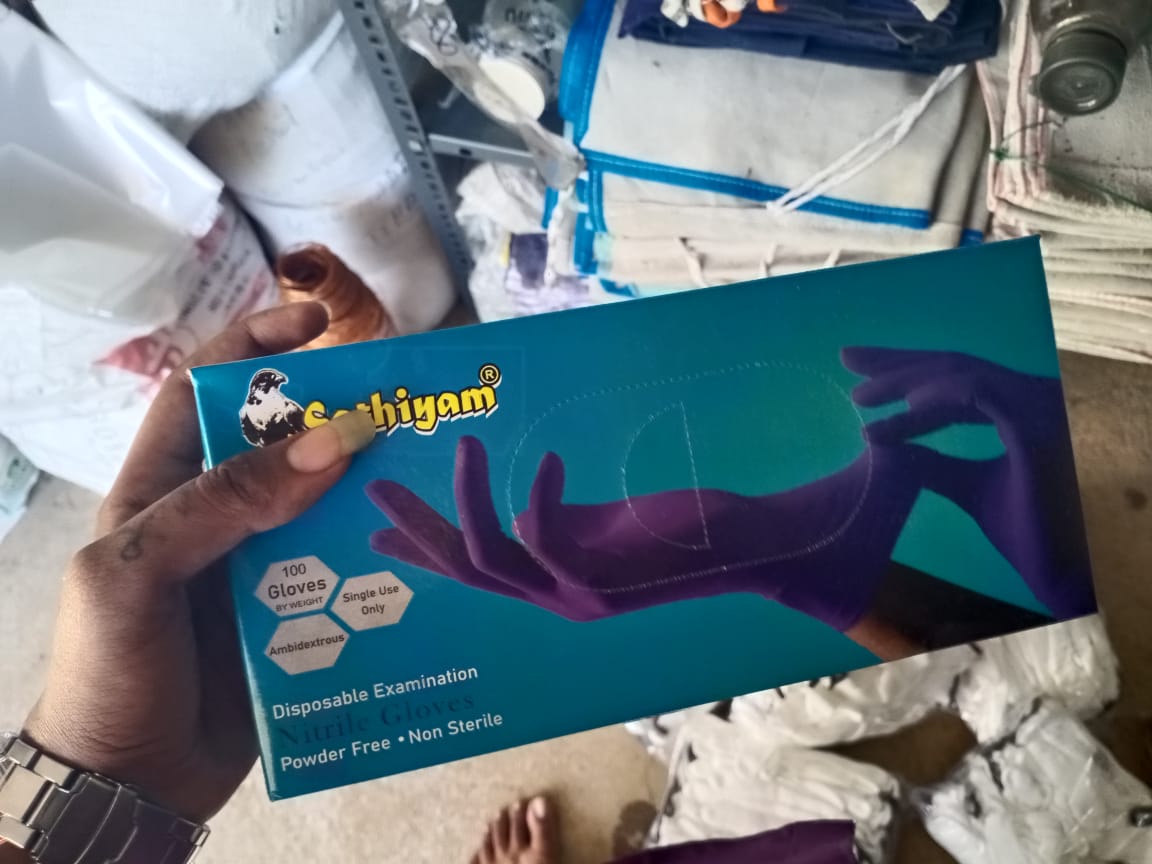 Sathiyam®
100
Gloves
BY WEIGHT
Single Use
Only
Ambidextrous
Disposable Examination
Nitrile Gloves
Powder Free • Non Sterile